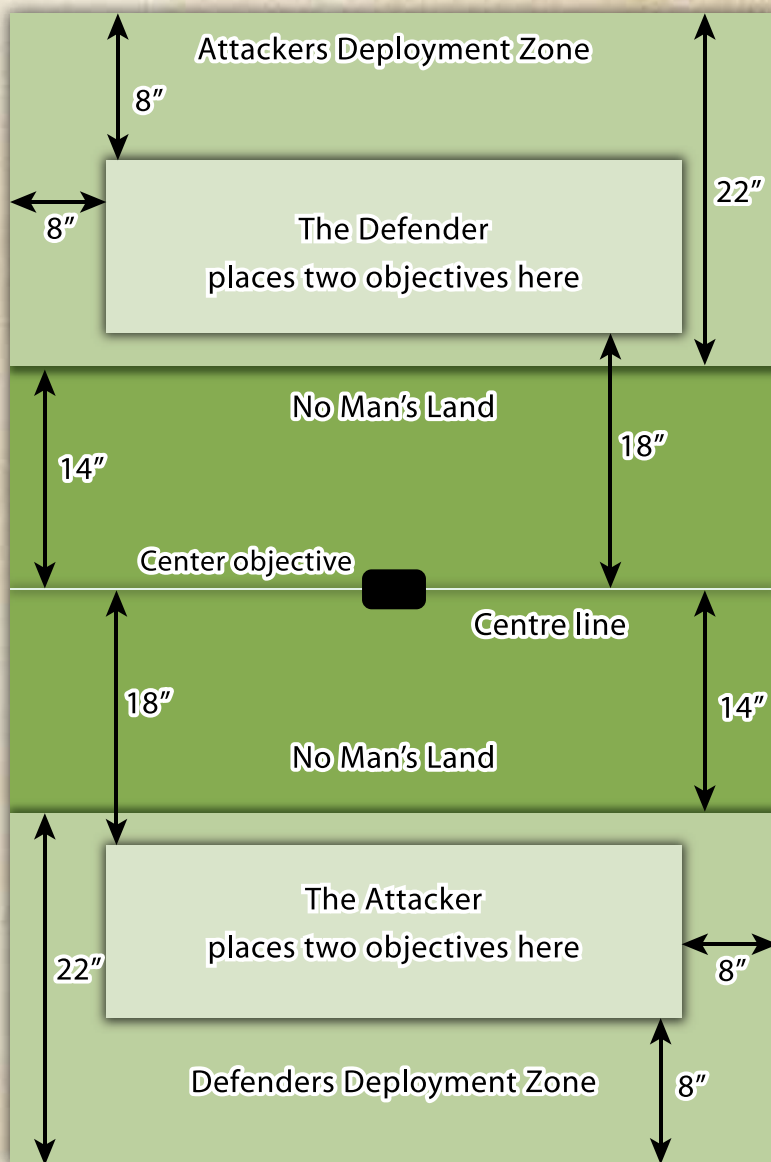 Attackers Deployment Zone
8”
22”
8”
The Defender
places two objectives here
No Man’s Land
18”
14”
Center objective
Centre line
18”
14”
No Man’s Land
The Attacker
places two objectives here
22”
8”
Defenders Deployment Zone
8”